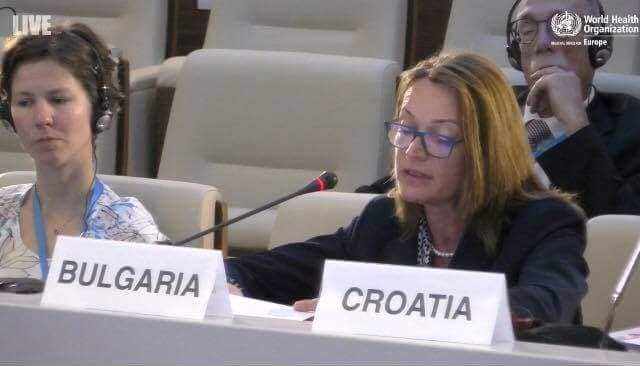 LIVE
World Health
Organization
Europe
BULGARIA
CROATIA